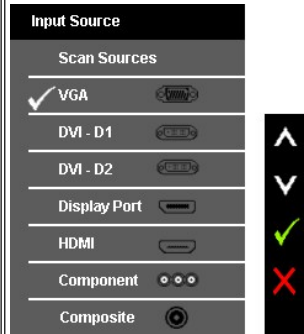 Input Source
Scan Sources
VGA
DVI - D1
DVI - D2
Display Port
HDMI
Component
Composite